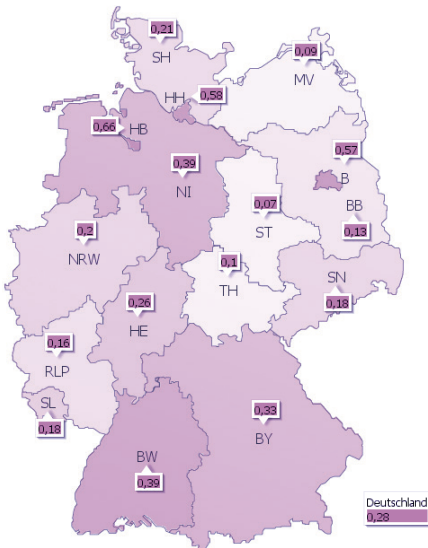 0,21
SH
0,09
MV
HH
0,58
0,66
HB
0,57
B
BB
0,13
0,39
NI
0,07
ST
0,2
NRW
0,1
TH
SN
0,18
0,26
HE
0,16
RLP
SL
0,18
0,33
BY
BW
0,39
Deutschland
0,28